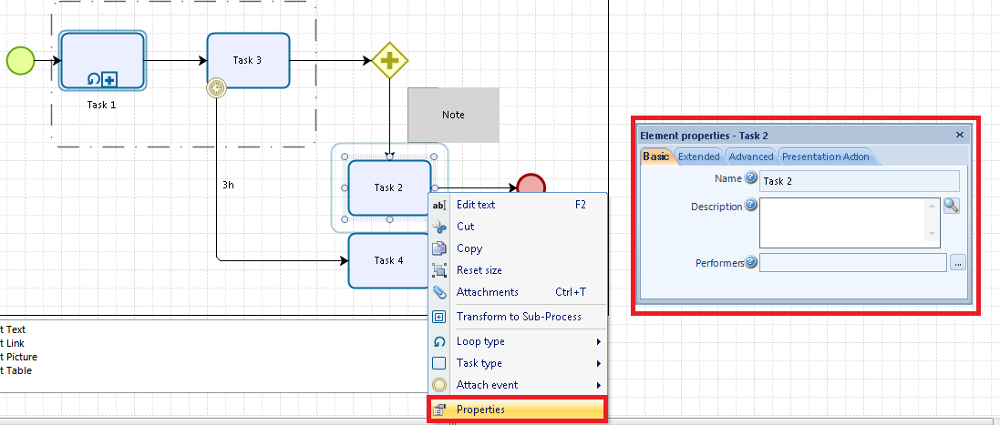 Task 1
Task 3
Note
Task 2
3h
Task 4
t Text
t Link
t Picture
t Table
Edit text F2
Cut
Copy
Reset size
Attachments Ctrl+T
Transform to Sub-Process
Loop type
Task type
Attach event
Properties
Element properties - Task 2
Basic Extended Advanced Presentation Action
Name Task 2
Description
Performers ...